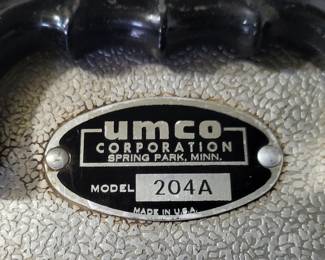 umco
CORPORATION
SPRING PARK, MINN.
MODEL 204A
MADE IN U.S.A.